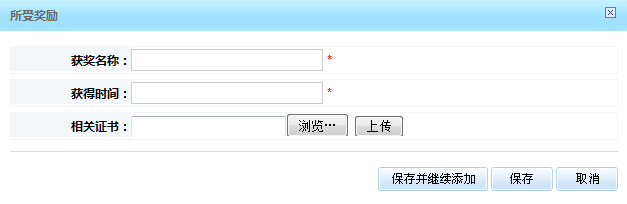 所受奖励
获奖名称： *
获得时间： *
相关证书： 浏览… 上传
保存并继续添加 保存 取消